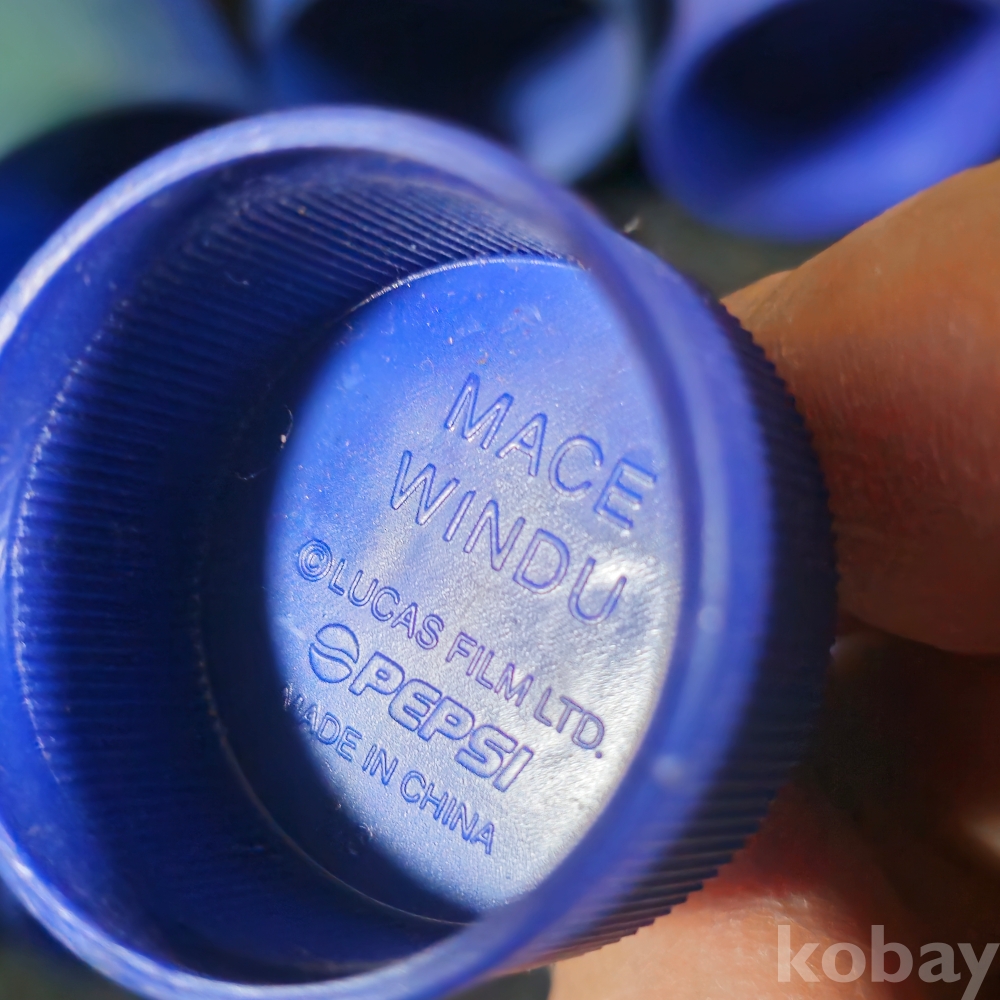 MACE
WINDU
©LUCAS FILM LTD.
PEPSI
MADE IN CHINA
kobay